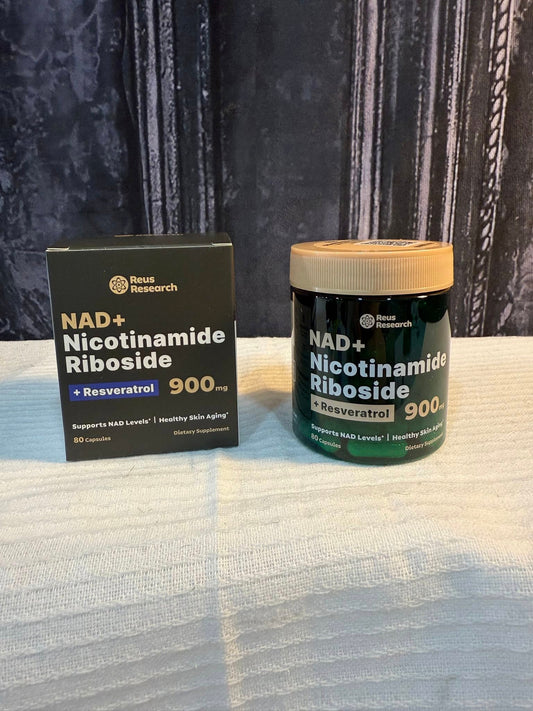 Reus
Research
NAD+
Nicotinamide
Riboside
+ Resveratrol 900mg
Supports NAD Levels* | Healthy Skin Aging*
80 Capsules Dietary Supplement
Reus
Research
NAD+
Nicotinamide
Riboside
+ Resveratrol 900mg
Supports NAD Levels* | Healthy Skin Aging*
80 Capsules Dietary Supplement